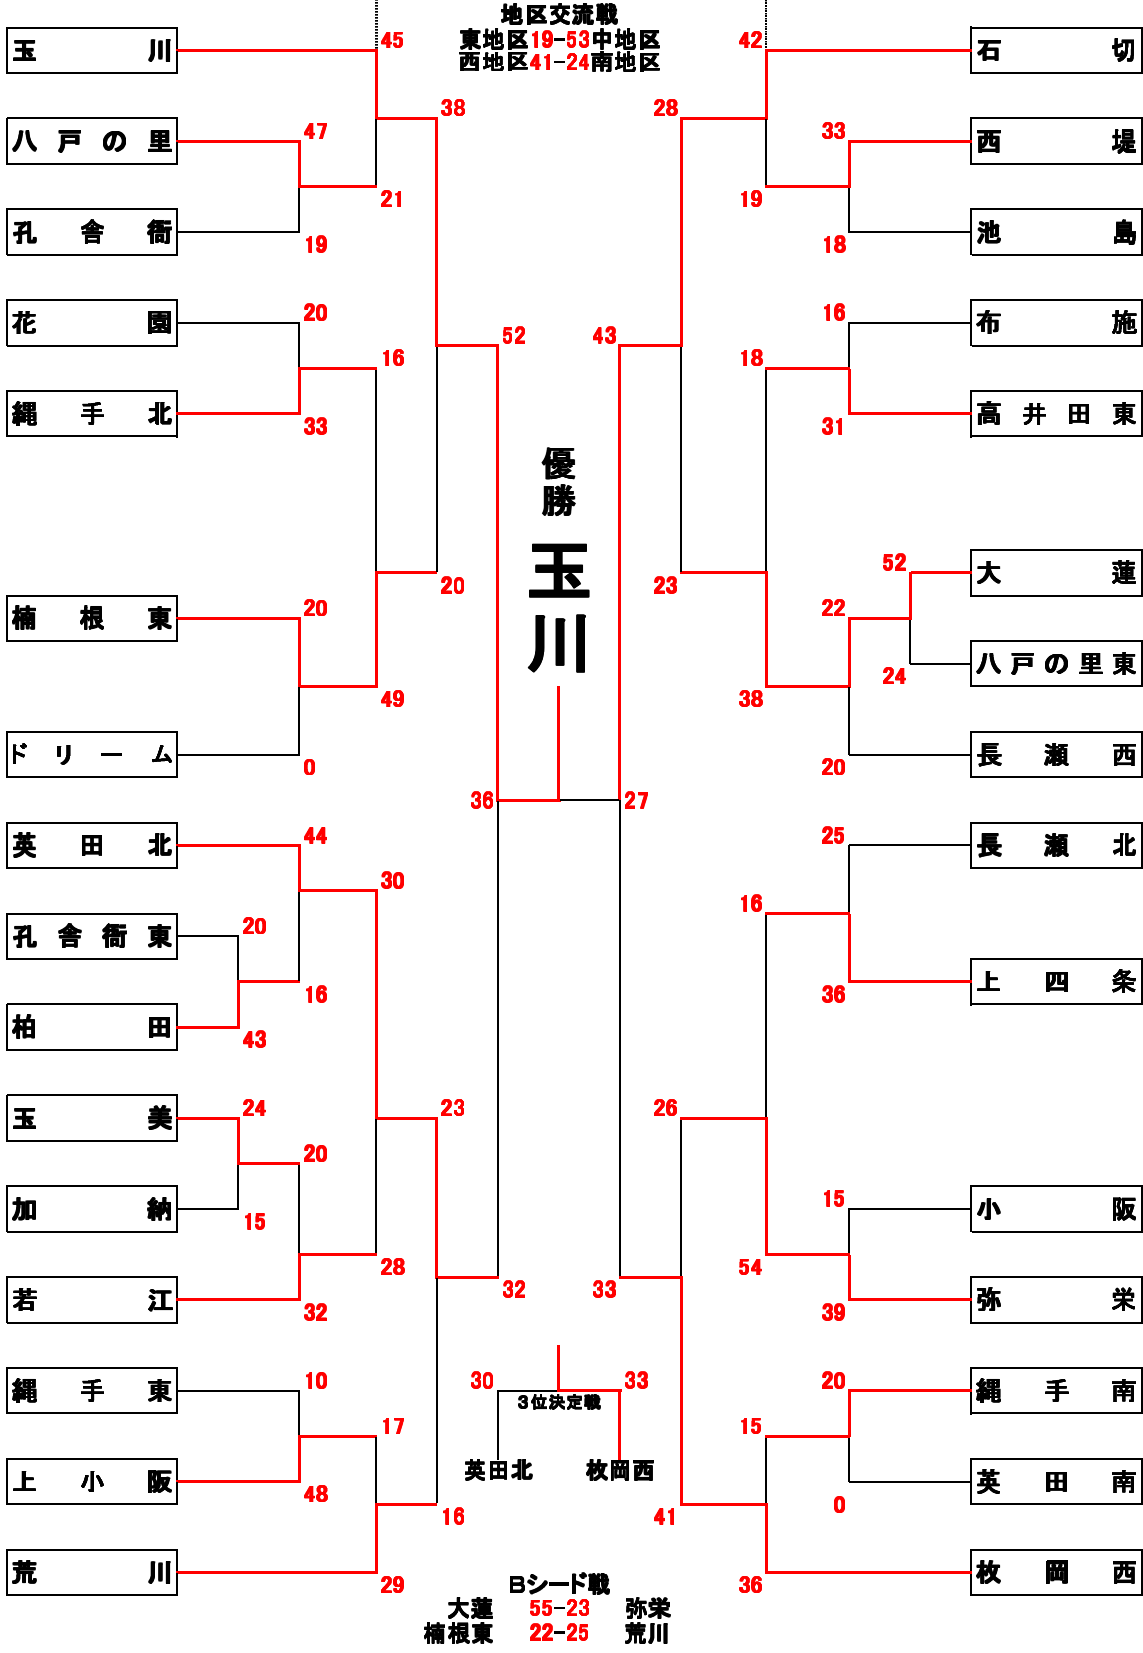 地区交流戦
東地区19-53中地区
西地区41-24南地区
玉川
45
42
石切
38
28
八戸の里
47
33
西堤
21
19
孔舎衙
19
18
池島
花園
20
16
布施
52
43
16
18
縄手北
33
31
高井田東
優勝
玉川
52
大蓮
20
23
楠根東
20
22
24
八戸の里東
49
38
ドリーム
0
20
長瀬西
36
27
英田北
44
25
長瀬北
30
16
孔舎衙東
20
16
36
上四条
柏田
43
玉美
24
23
26
20
加納
15
15
小阪
28
54
若江
32
32
33
39
弥栄
縄手東
10
30
33
20
縄手南
3位決定戦
17
15
英田北
枚岡西
上小阪
48
0
英田南
16
41
荒川
29
36
枚岡西
Bシード戦
大蓮 55-23 弥栄
楠根東 22-25 荒川